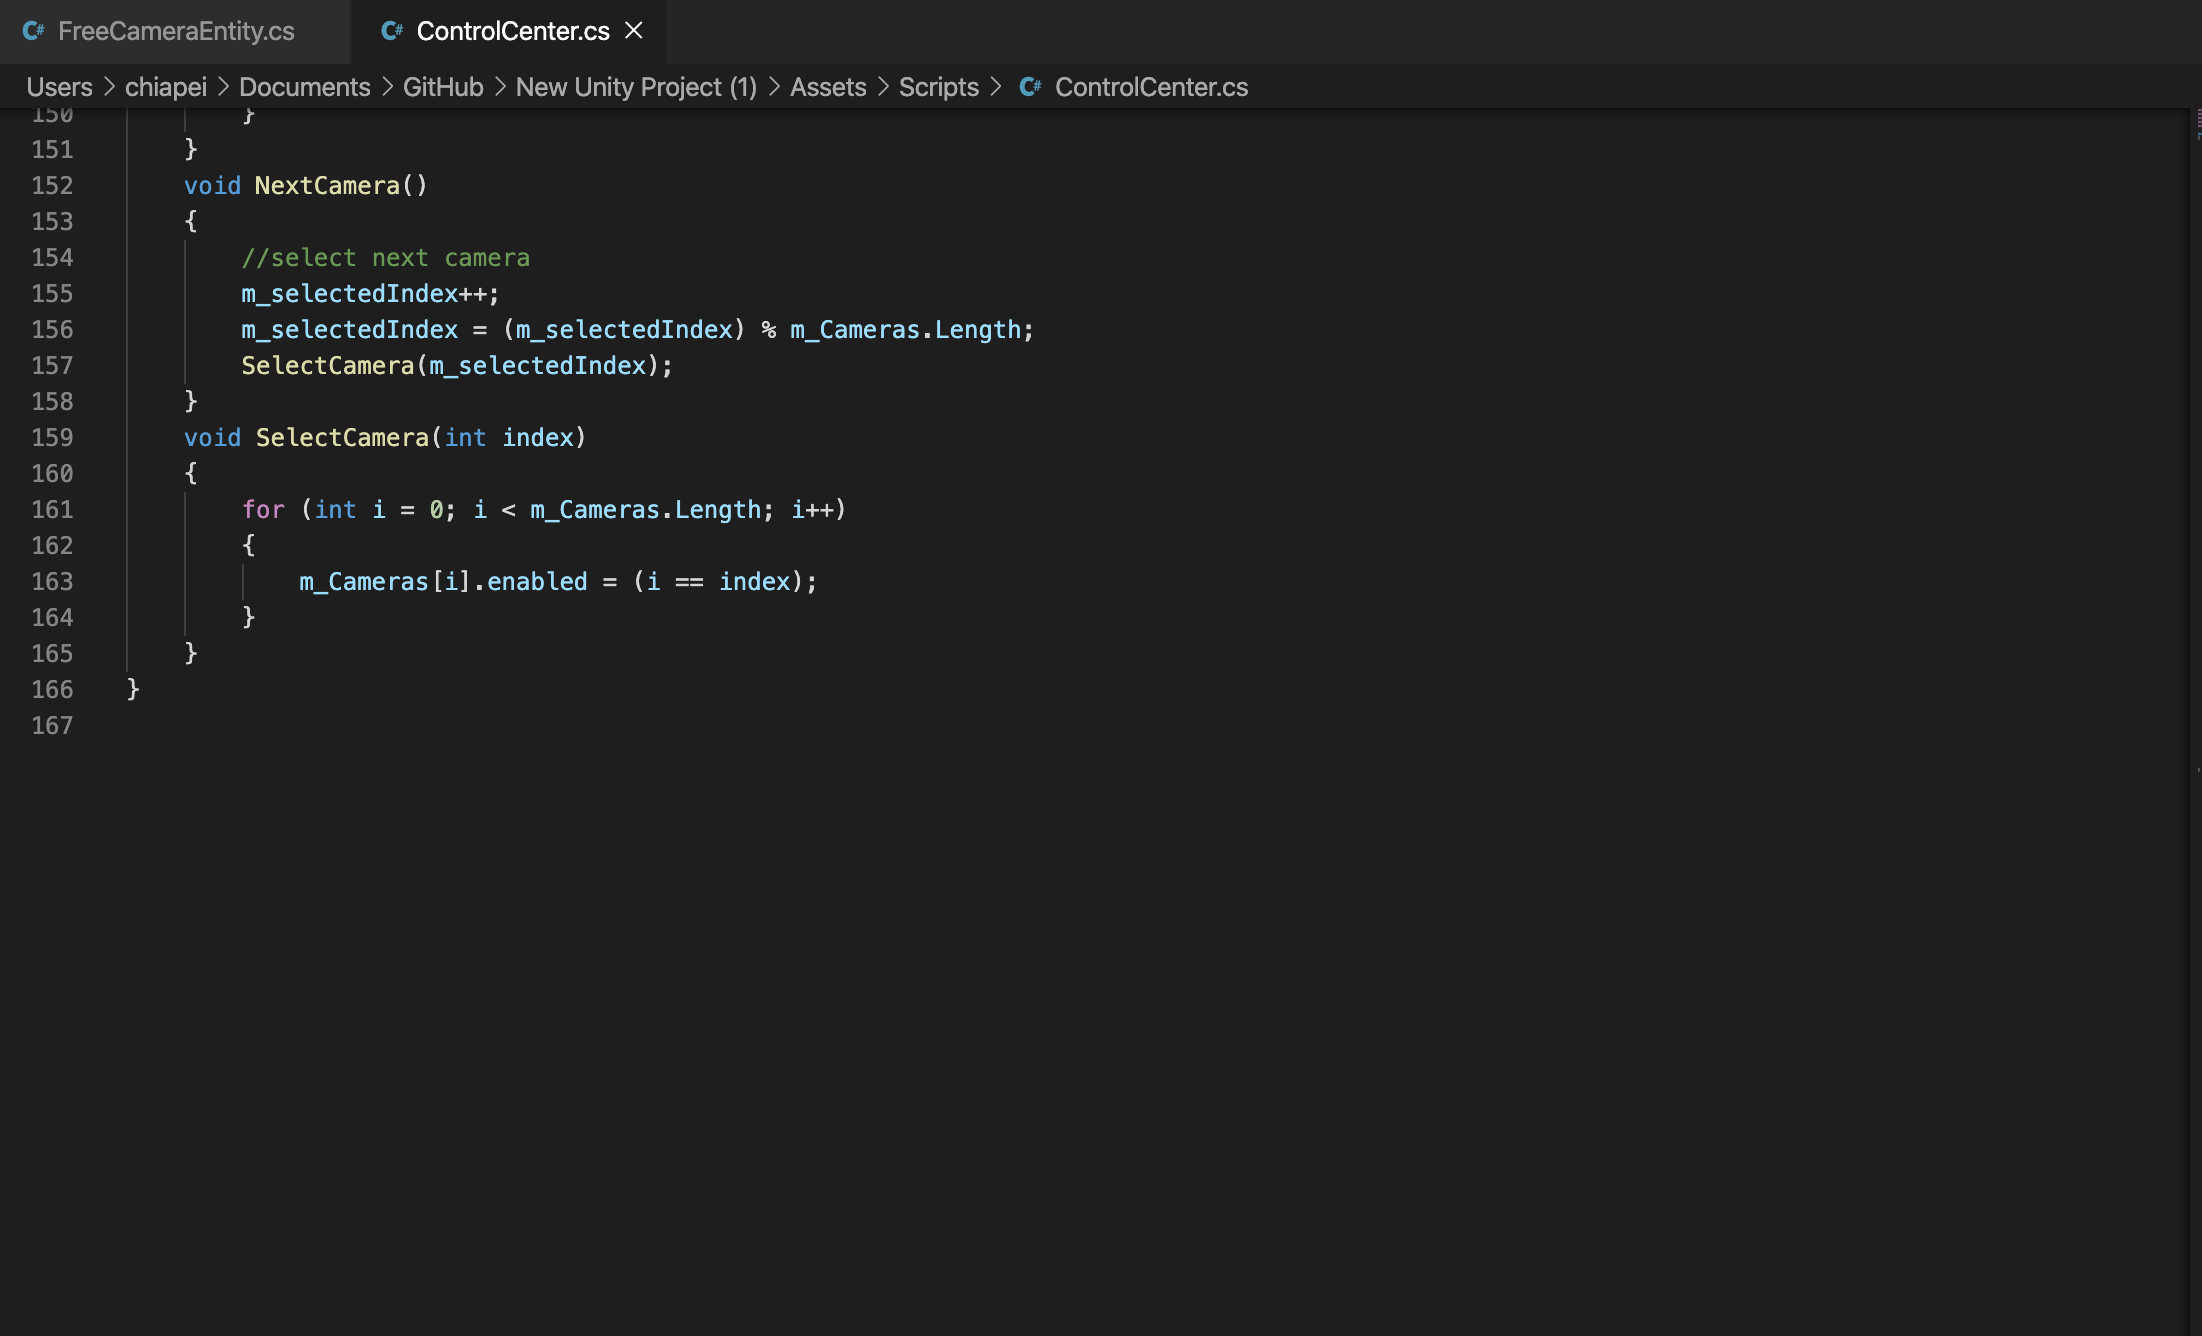 FreeCameraEntity.cs ControlCenter.cs
Users > chiapei > Documents > GitHub > New Unity Project (1) > Assets > Scripts > ControlCenter.cs
150 }
151 }
152 void NextCamera()
153 {
154 //select next camera
155 m_selectedIndex++;
156 m_selectedIndex = (m_selectedIndex) % m_Cameras.Length;
157 SelectCamera(m_selectedIndex);
158 }
159 void SelectCamera(int index)
160 {
161 for (int i = 0; i < m_Cameras.Length; i++)
162 {
163 m_Cameras[i].enabled = (i == index);
164 }
165 }
166 }
167